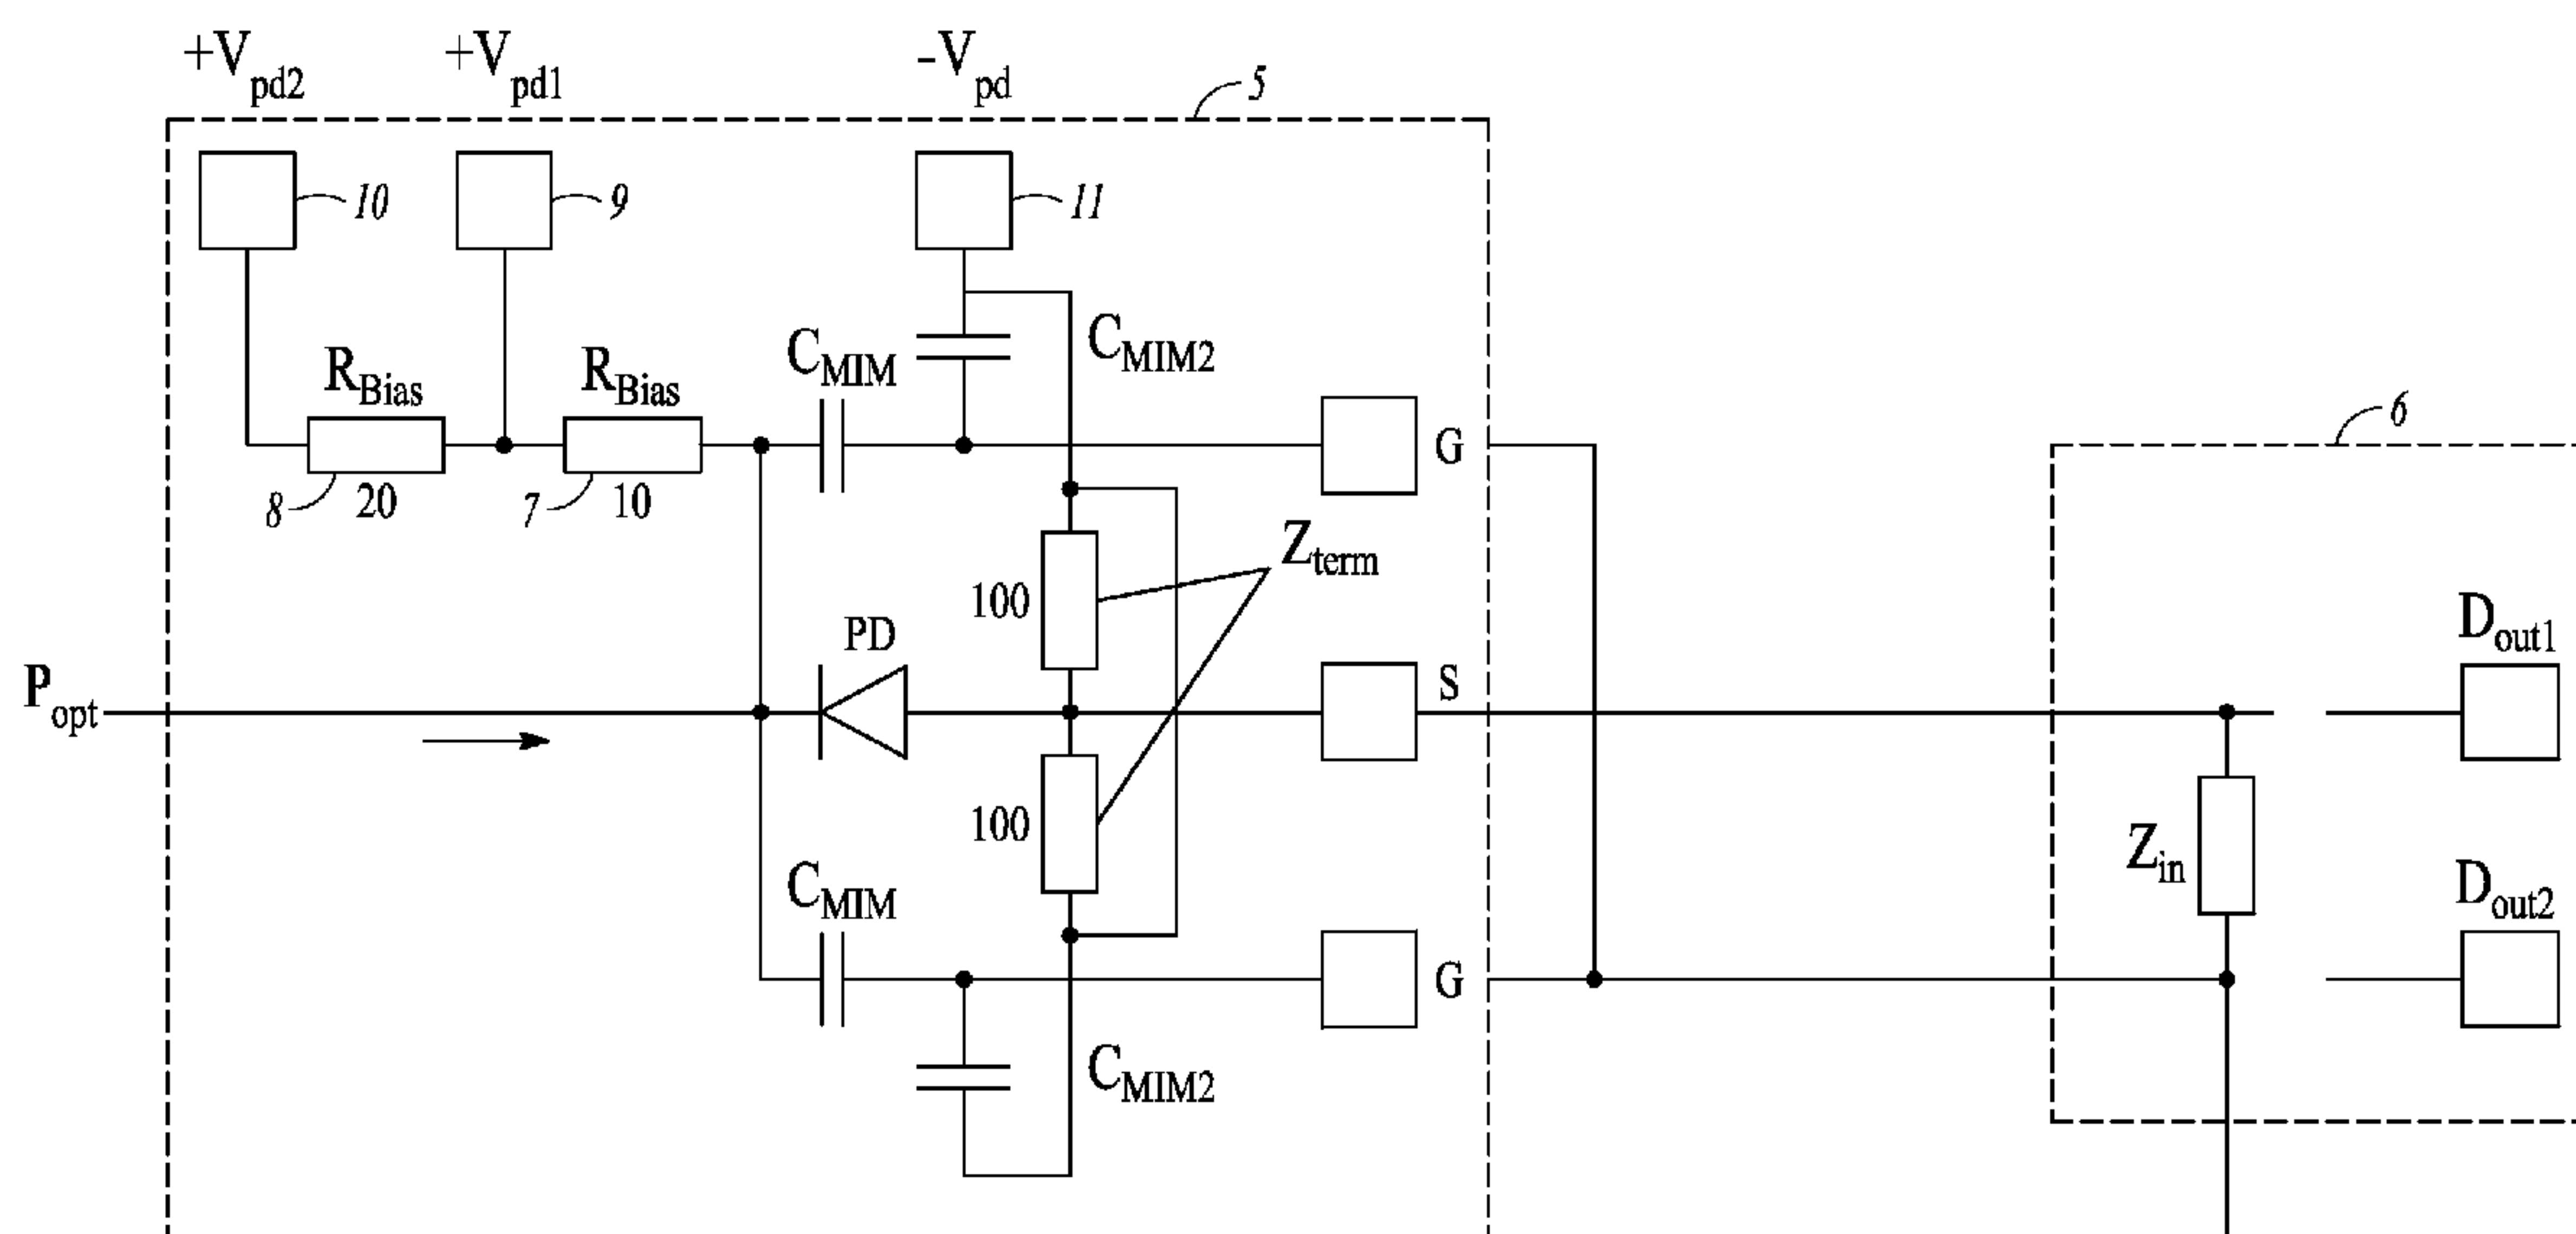 +Vpd2
+Vpd1
-Vpd
5
10
9
11
RBias
RBias
CMIM
CMIM2
8
20
7
10
G
6
Zterm
100
PD
S
Popt
Dout1
100
Zin
CMIM
Dout2
G
CMIM2